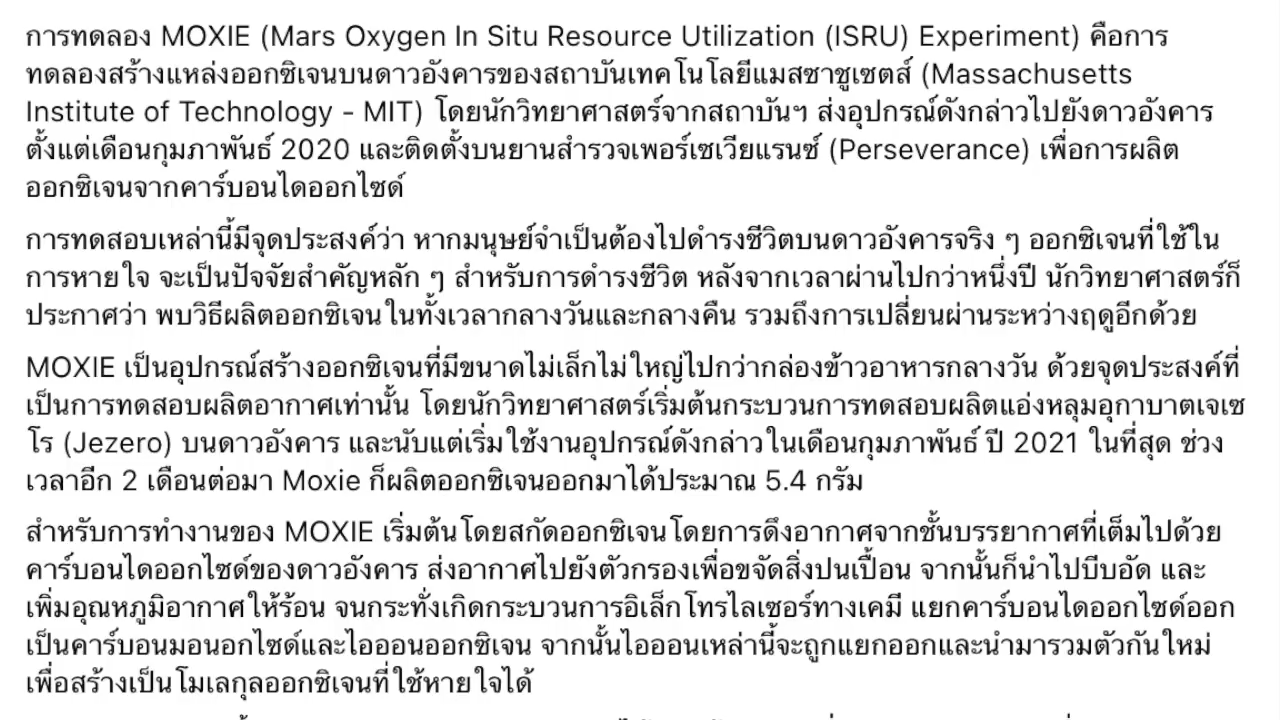 การทดลอง MOXIE (Mars Oxygen In Situ Resource Utilization (ISRU) Experiment) คือการ
ทดลองสร้างแหล่งออกซิเจนบนดาวอังคารของสถาบันเทคโนโลยีแมสซาชูเซตส์ (Massachusetts
Institute of Technology - MIT) โดยนักวิทยาศาสตร์จากสถาบันฯ ส่งอุปกรณ์ดังกล่าวไปยังดาวอังคาร
ตั้งแต่เดือนกุมภาพันธ์ 2020 และติดตั้งบนยานสำรวจเพอร์เซเวียแรนซ์ (Perseverance) เพื่อการผลิต
ออกซิเจนจากคาร์บอนไดออกไซด์
การทดสอบเหล่านี้มีจุดประสงค์ว่า หากมนุษย์จำเป็นต้องไปดำรงชีวิตบนดาวอังคารจริง ๆ ออกซิเจนที่ใช้ใน
การหายใจ จะเป็นปัจจัยสำคัญหลัก ๆ สำหรับการดำรงชีวิต หลังจากเวลาผ่านไปกว่าหนึ่งปี นักวิทยาศาสตร์ก็
ประกาศว่า พบวิธีผลิตออกซิเจนในทั้งเวลากลางวันและกลางคืน รวมถึงการเปลี่ยนผ่านระหว่างฤดูอีกด้วย
MOXIE เป็นอุปกรณ์สร้างออกซิเจนที่มีขนาดไม่เล็กไม่ใหญ่ไปกว่ากล่องข้าวอาหารกลางวัน ด้วยจุดประสงค์ที่
เป็นการทดสอบผลิตอากาศเท่านั้น โดยนักวิทยาศาสตร์เริ่มต้นกระบวนการทดสอบผลิตแอ่งหลุมอุกาบาตเจเซ
โร (Jezero) บนดาวอังคาร และนับแต่เริ่มใช้งานอุปกรณ์ดังกล่าวในเดือนกุมภาพันธ์ ปี 2021 ในที่สุด ช่วง
เวลาอีก 2 เดือนต่อมา Moxie ก็ผลิตออกซิเจนออกมาได้ประมาณ 5.4 กรัม
สำหรับการทำงานของ MOXIE เริ่มต้นโดยสกัดออกซิเจนโดยการดึงอากาศจากชั้นบรรยากาศที่เต็มไปด้วย
คาร์บอนไดออกไซด์ของดาวอังคาร ส่งอากาศไปยังตัวกรองเพื่อขจัดสิ่งปนเปื้อน จากนั้นก็นำไปบีบอัด และ
เพิ่มอุณหภูมิอากาศให้ร้อน จนกระทั่งเกิดกระบวนการอิเล็กโทรไลเซอร์ทางเคมี แยกคาร์บอนไดออกไซด์ออก
เป็นคาร์บอนมอนอกไซด์และไอออนออกซิเจน จากนั้นไอออนเหล่านี้จะถูกแยกออกและนำมารวมตัวกันใหม่
เพื่อสร้างเป็นโมเลกุลออกซิเจนที่ใช้หายใจได้